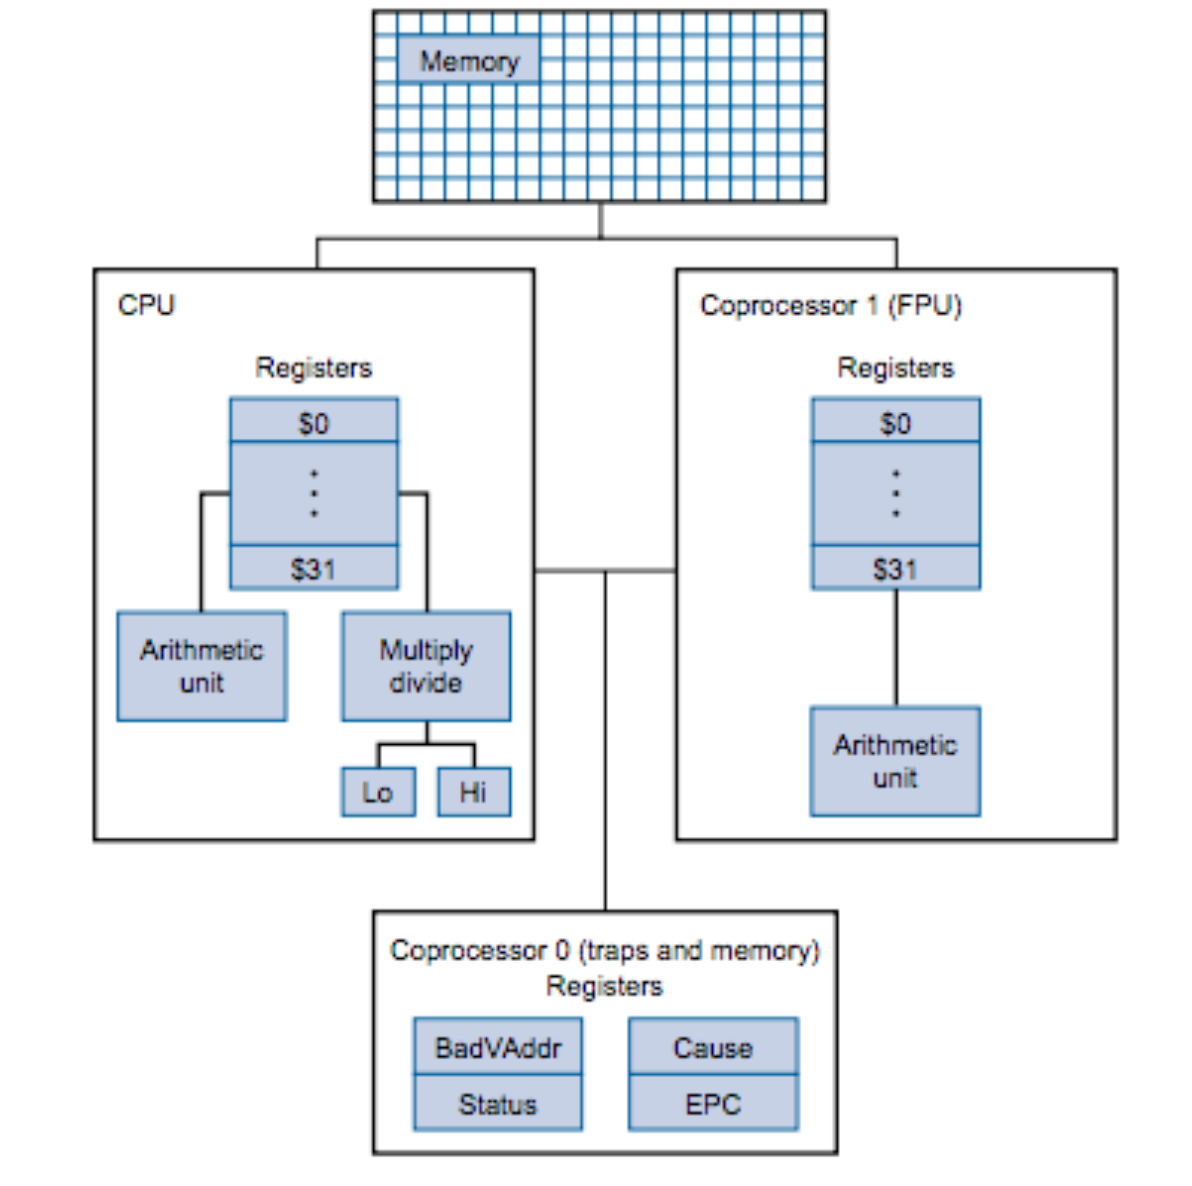 Memory
CPU
Registers
$0
$31
Arithmetic
unit
Multiply
divide
Lo
Hi
Coprocessor 1 (FPU)
Registers
$0
$31
Arithmetic
unit
Coprocessor 0 (traps and memory)
Registers
BadVAddr
Status
Cause
EPC